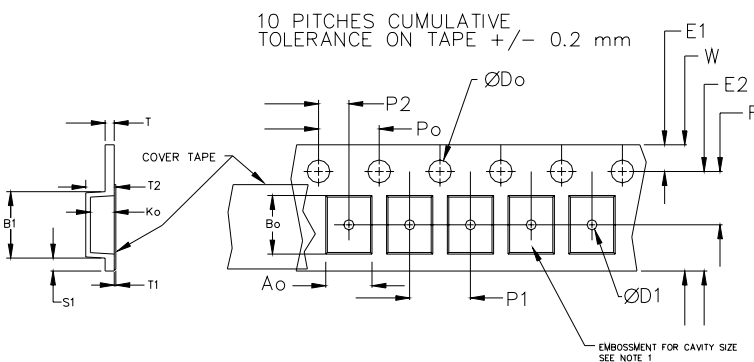 10 PITCHES CUMULATIVE
TOLERANCE ON TAPE +/- 0.2 mm
E1
W
ØDo
E2
P2
F
Po
T
COVER TAPE
T2
Ko
B1
Bo
T1
S1
Ao
P1
ØD1
EMBOSSMENT FOR CAVITY SIZE
SEE NOTE 1